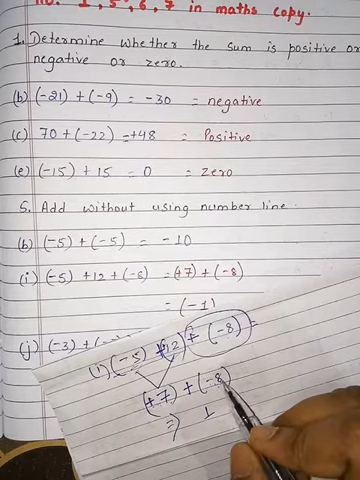 no. 1, 5, 6, 7 in maths copy.
1. Determine whether the sum is positive or
negative or zero.
(b) (-21) + (-9) = -30 = negative
(c) 70 + (-22) = +48 = Positive
(e) (-15) + 15 = 0 = zero
5. Add without using number line.
(b) (-5) + (-5) = -10
(i) (-5) + 12 + (-8) = (+7) + (-8)
= (-1)
(j) (-3) +
(i) (-5) + 12 + (-8) =
(+7) + (-8)
⇒ 1